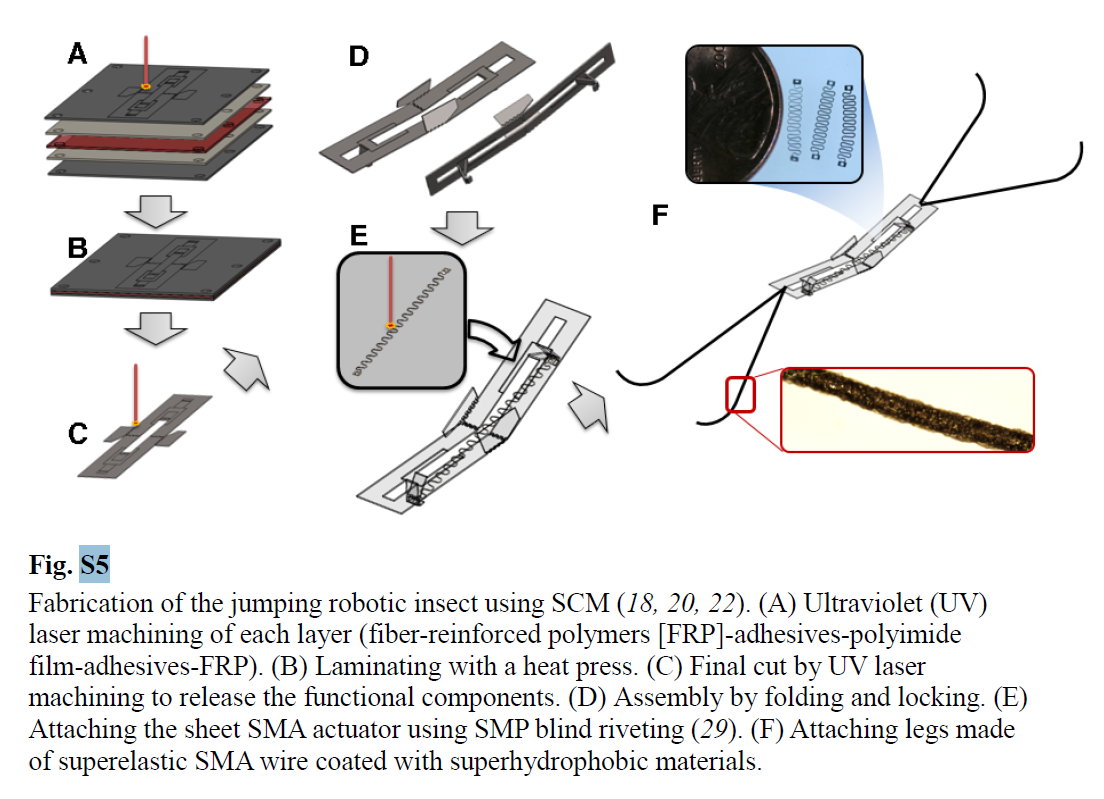 A
D
F
B
E
C
Fig. S5
Fabrication of the jumping robotic insect using SCM (18, 20, 22). (A) Ultraviolet (UV)
laser machining of each layer (fiber-reinforced polymers [FRP]-adhesives-polyimide
film-adhesives-FRP). (B) Laminating with a heat press. (C) Final cut by UV laser
machining to release the functional components. (D) Assembly by folding and locking. (E)
Attaching the sheet SMA actuator using SMP blind riveting (29). (F) Attaching legs made
of superelastic SMA wire coated with superhydrophobic materials.